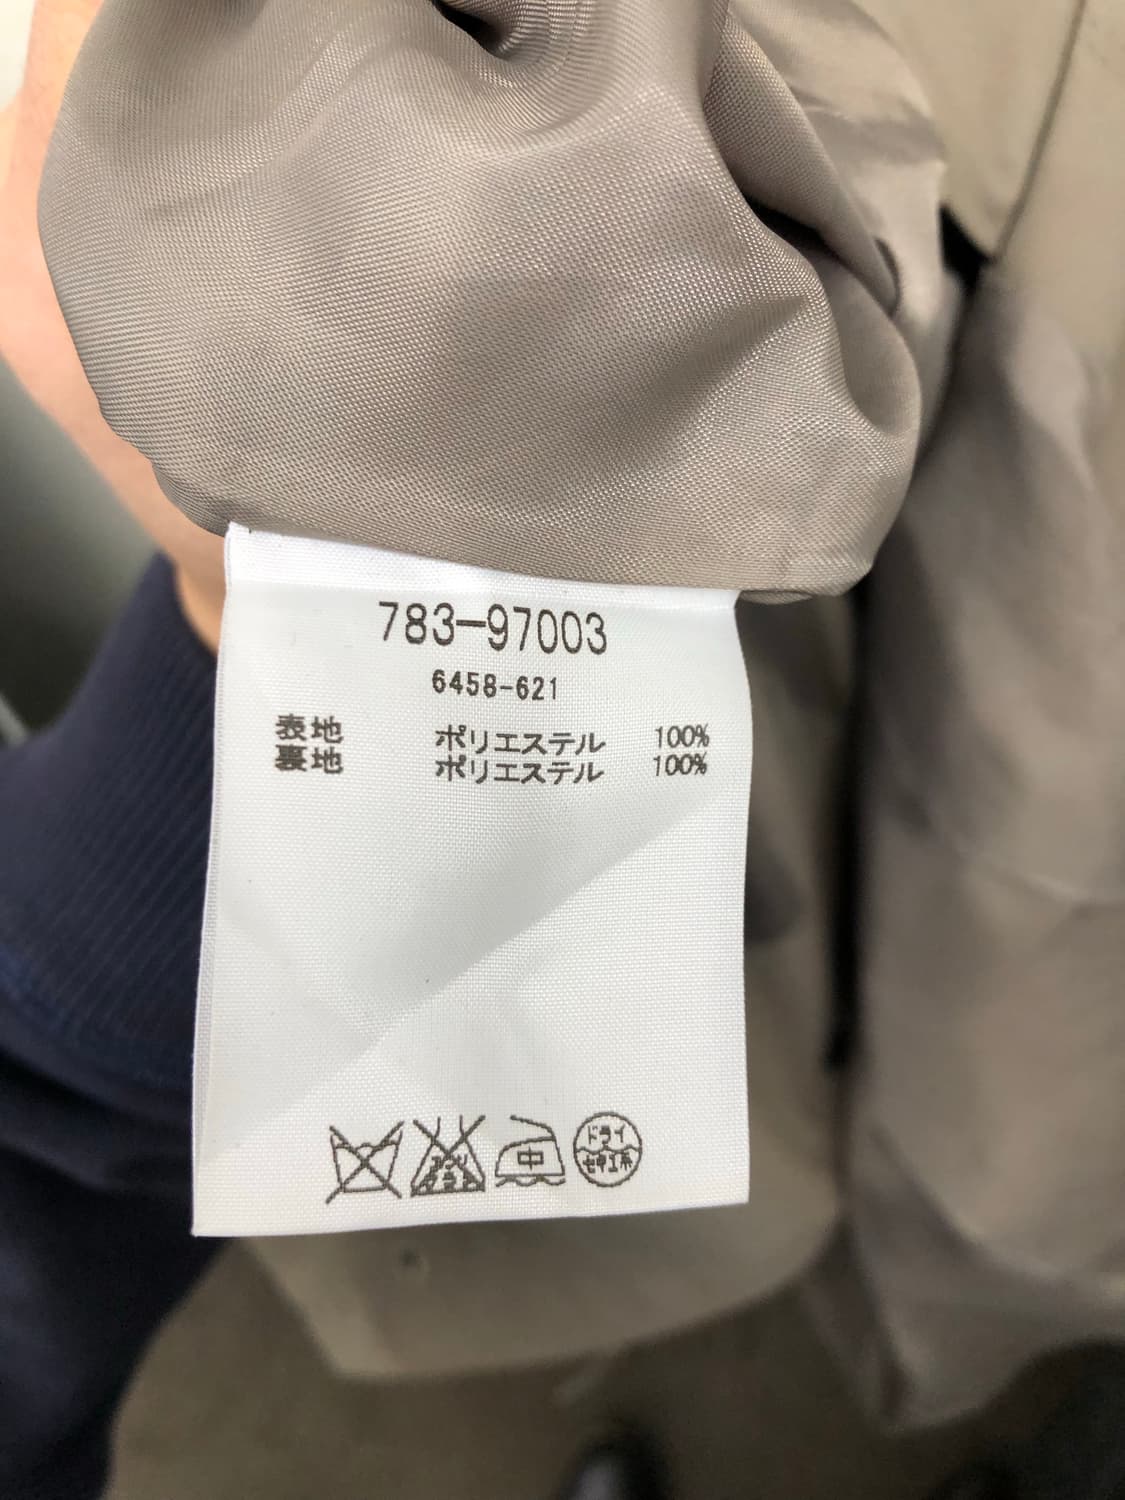 783-97003
6458-621
表地 ポリエステル 100%
裏地 ポリエステル 100%
中
ドライ